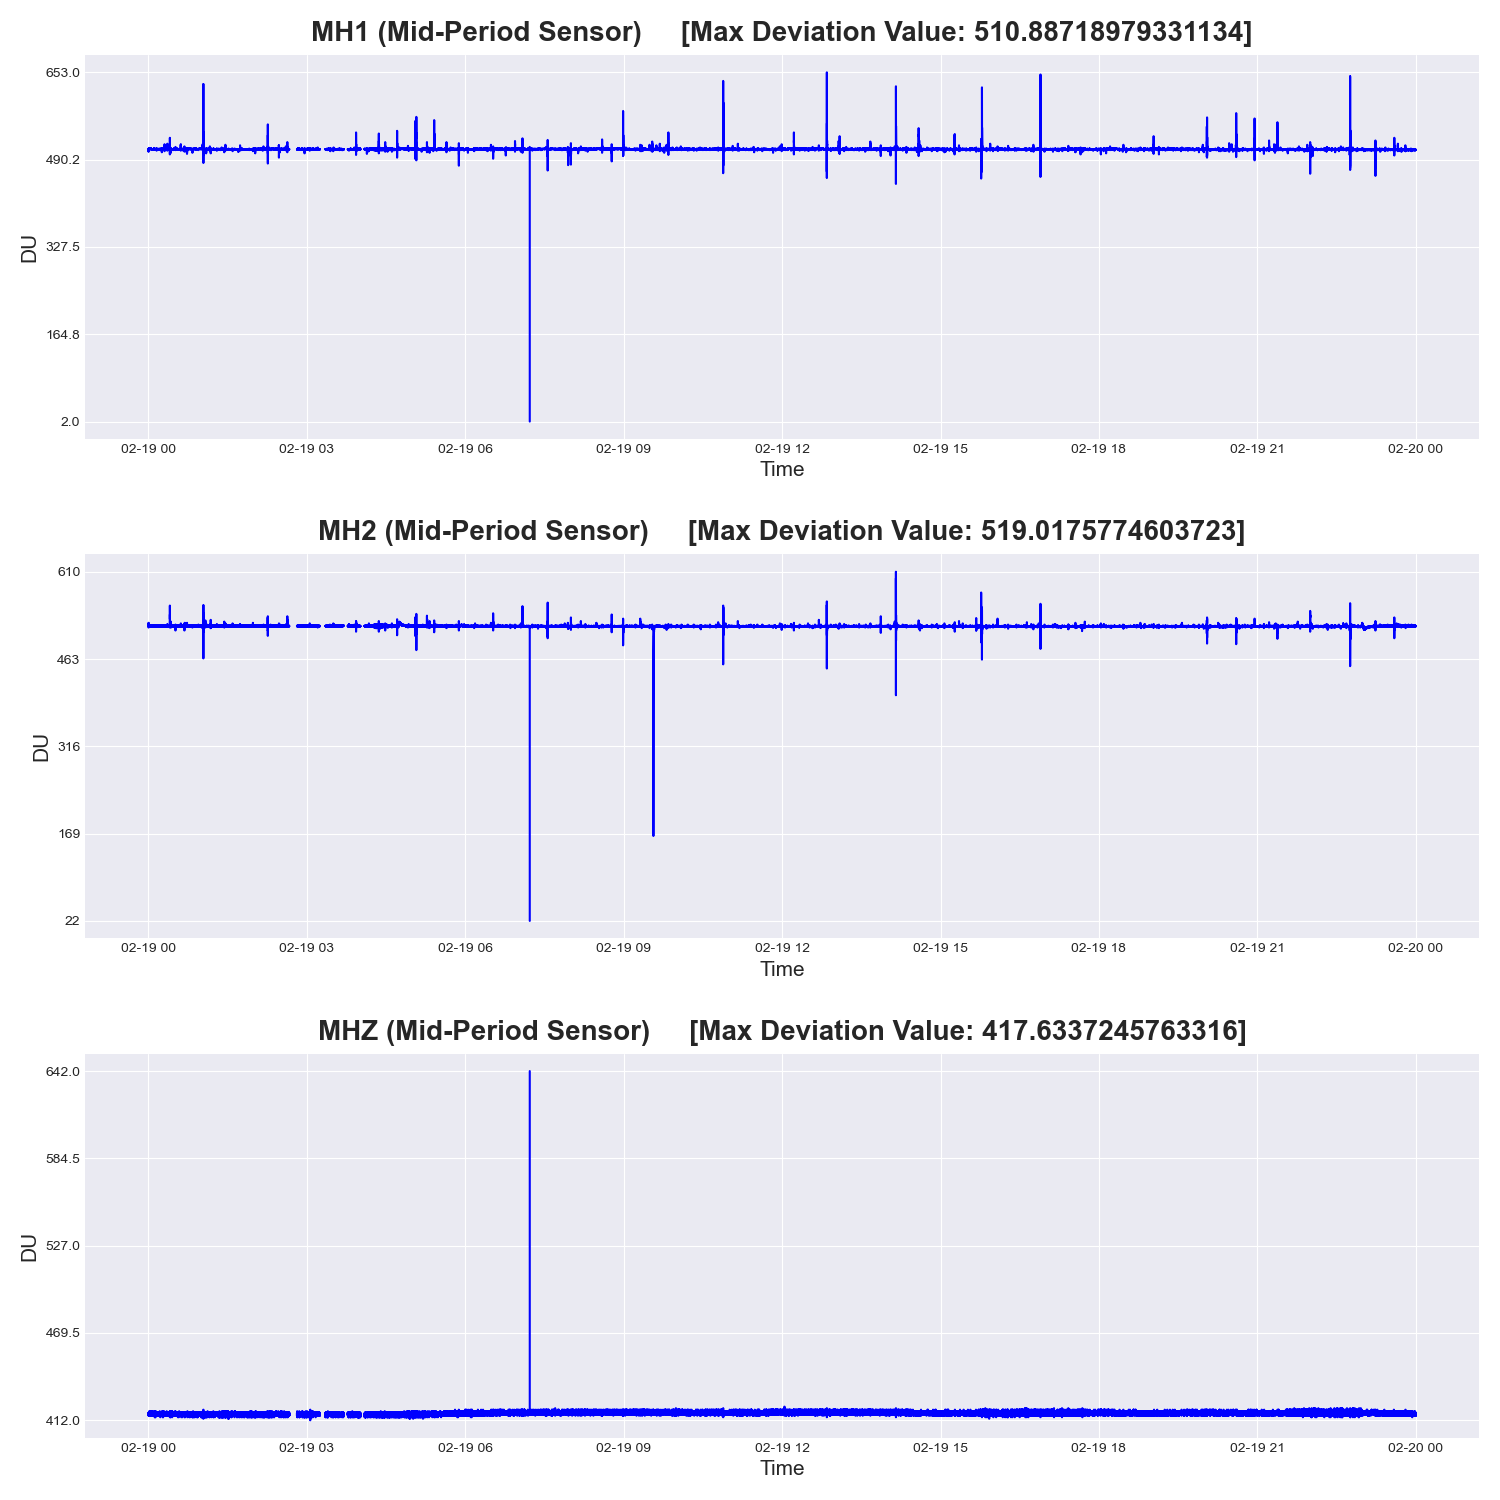 MH1 (Mid-Period Sensor) [Max Deviation Value: 510.88718979331134]
653.0
490.2
327.5
164.8
2.0
DU
02-19 00 02-19 03 02-19 06 02-19 09 02-19 12 02-19 15 02-19 18 02-19 21 02-20 00
Time
MH2 (Mid-Period Sensor) [Max Deviation Value: 519.0175774603723]
610
463
316
169
22
DU
02-19 00 02-19 03 02-19 06 02-19 09 02-19 12 02-19 15 02-19 18 02-19 21 02-20 00
Time
MHZ (Mid-Period Sensor) [Max Deviation Value: 417.6337245763316]
642.0
584.5
527.0
469.5
412.0
DU
02-19 00 02-19 03 02-19 06 02-19 09 02-19 12 02-19 15 02-19 18 02-19 21 02-20 00
Time